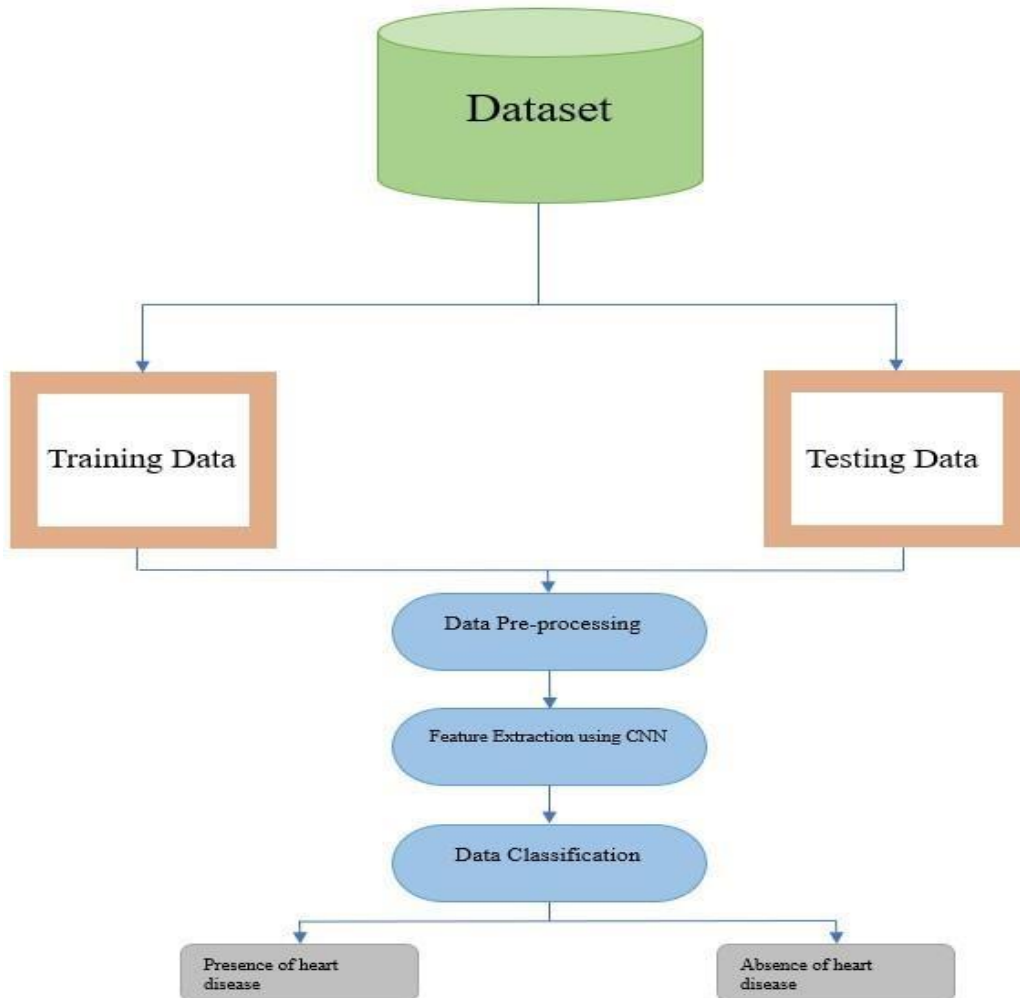 Dataset
Training Data
Testing Data
Data Pre-processing
Feature Extraction using CNN
Data Classification
Presence of heart
disease
Absence of heart
disease